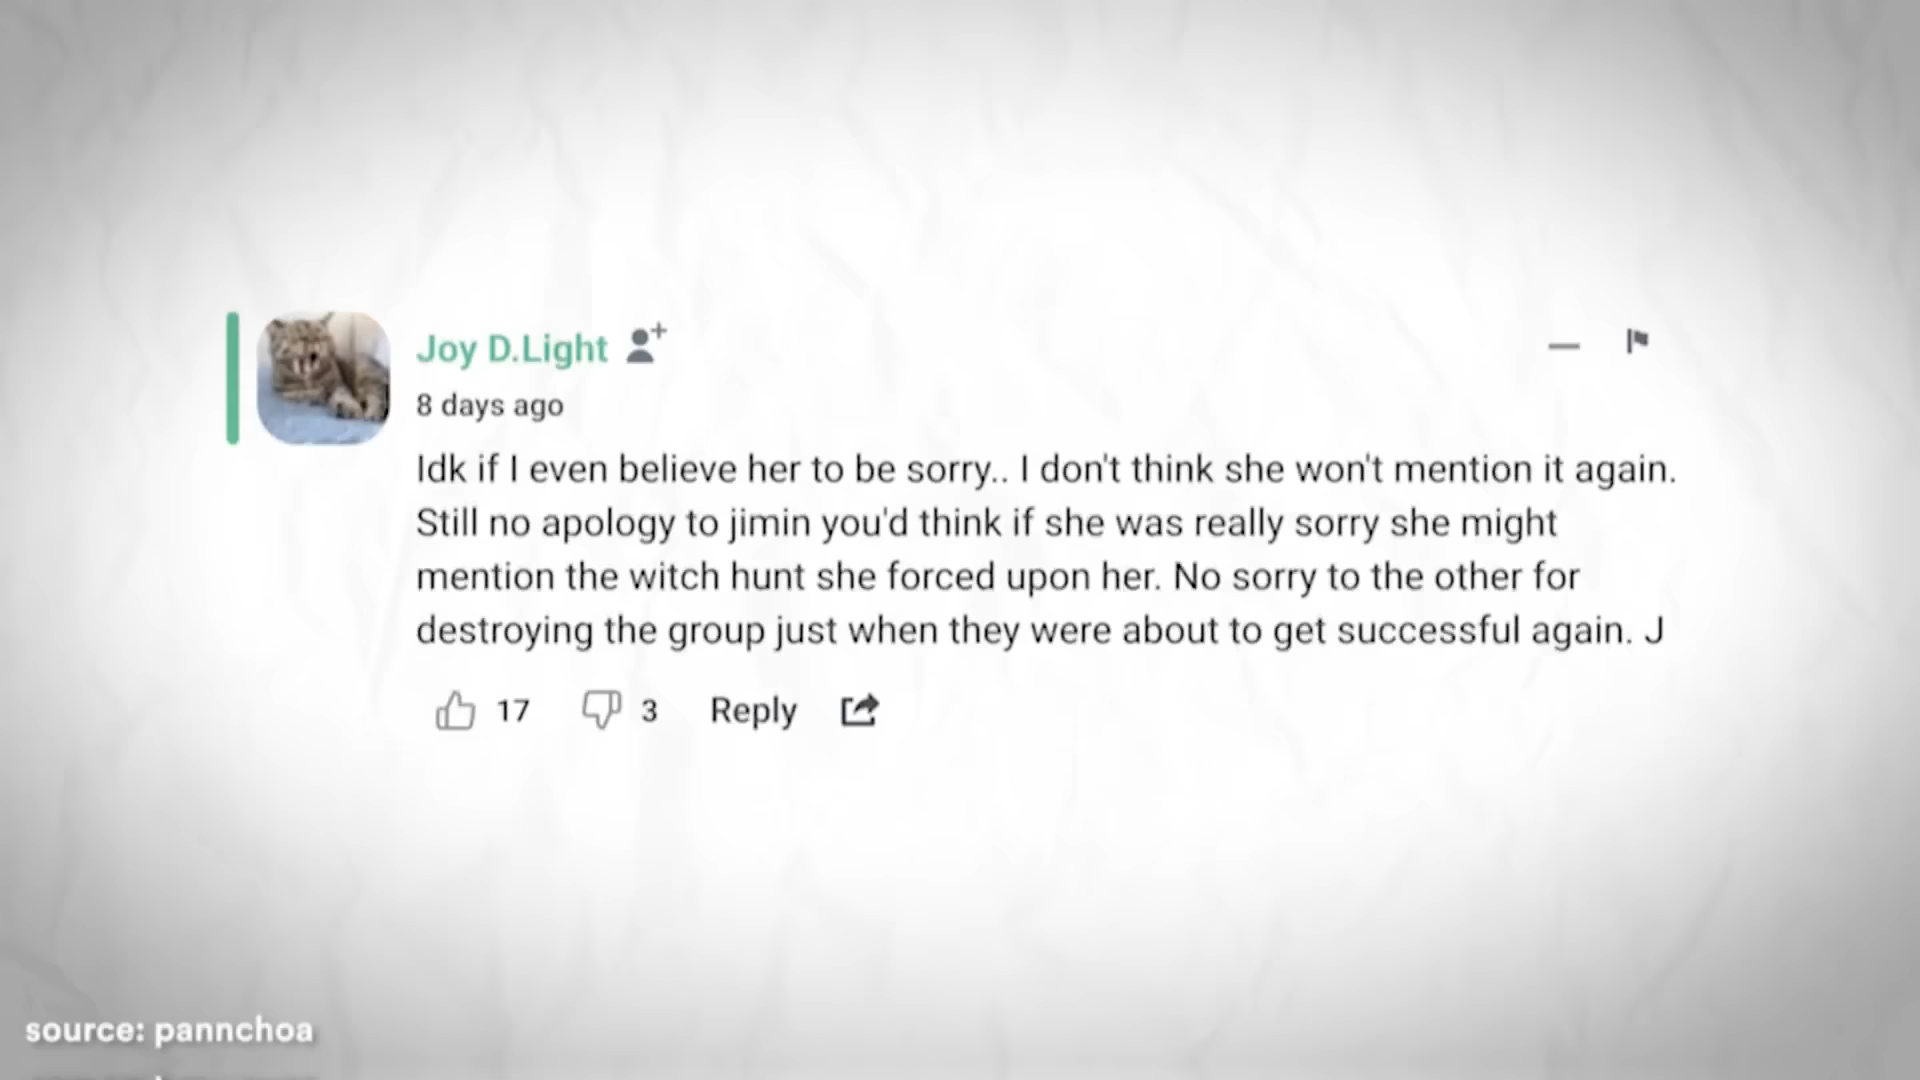 Joy D.Light
8 days ago
Idk if I even believe her to be sorry.. I don't think she won't mention it again.
Still no apology to jimin you'd think if she was really sorry she might
mention the witch hunt she forced upon her. No sorry to the other for
destroying the group just when they were about to get successful again. J
17 3 Reply
source: pannchoa